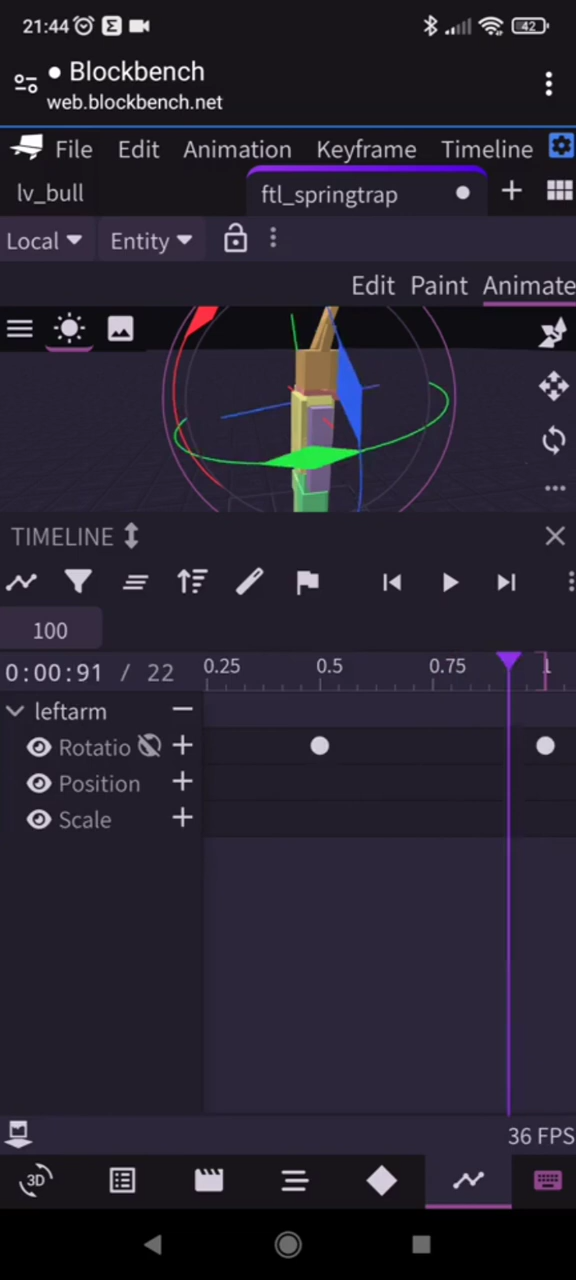 21:44
42
Blockbench
web.blockbench.net
File Edit Animation Keyframe Timeline
lv_bull ftl_springtrap
Local Entity
Edit Paint Animate
TIMELINE
100
0:00:91 / 22 0.25 0.5 0.75 1
leftarm
Rotatio
Position
Scale
36 FPS
3D